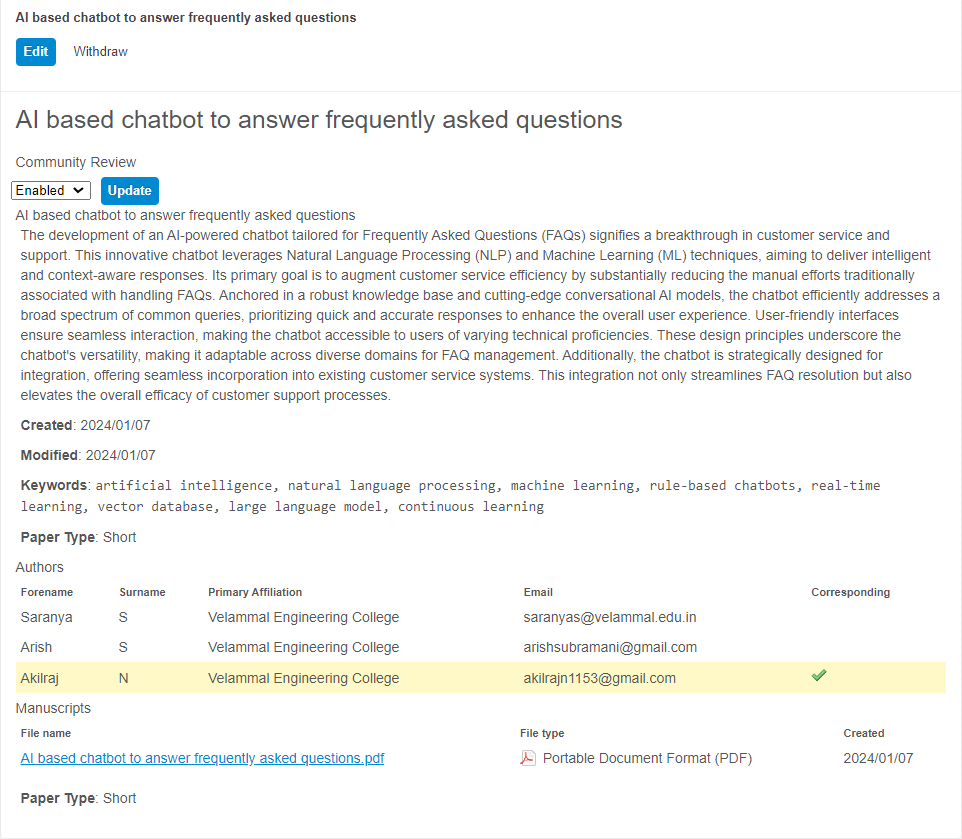 AI based chatbot to answer frequently asked questions
Edit Withdraw
AI based chatbot to answer frequently asked questions
Community Review
Enabled Update
AI based chatbot to answer frequently asked questions
The development of an AI-powered chatbot tailored for Frequently Asked Questions (FAQs) signifies a breakthrough in customer service and
support. This innovative chatbot leverages Natural Language Processing (NLP) and Machine Learning (ML) techniques, aiming to deliver intelligent
and context-aware responses. Its primary goal is to augment customer service efficiency by substantially reducing the manual efforts traditionally
associated with handling FAQs. Anchored in a robust knowledge base and cutting-edge conversational AI models, the chatbot efficiently addresses a
broad spectrum of common queries, prioritizing quick and accurate responses to enhance the overall user experience. User-friendly interfaces
ensure seamless interaction, making the chatbot accessible to users of varying technical proficiencies. These design principles underscore the
chatbot's versatility, making it adaptable across diverse domains for FAQ management. Additionally, the chatbot is strategically designed for
integration, offering seamless incorporation into existing customer service systems. This integration not only streamlines FAQ resolution but also
elevates the overall efficacy of customer support processes.
Created: 2024/01/07
Modified: 2024/01/07
Keywords: artificial intelligence, natural language processing, machine learning, rule-based chatbots, real-time
learning, vector database, large language model, continuous learning
Paper Type: Short
Authors
Forename Surname Primary Affiliation Email Corresponding
Saranya S Velammal Engineering College saranyas@velammal.edu.in
Arish S Velammal Engineering College arishsubramani@gmail.com
Akilraj N Velammal Engineering College akilrajn1153@gmail.com
Manuscripts
File name File type Created
AI based chatbot to answer frequently asked questions.pdf Portable Document Format (PDF) 2024/01/07
Paper Type: Short